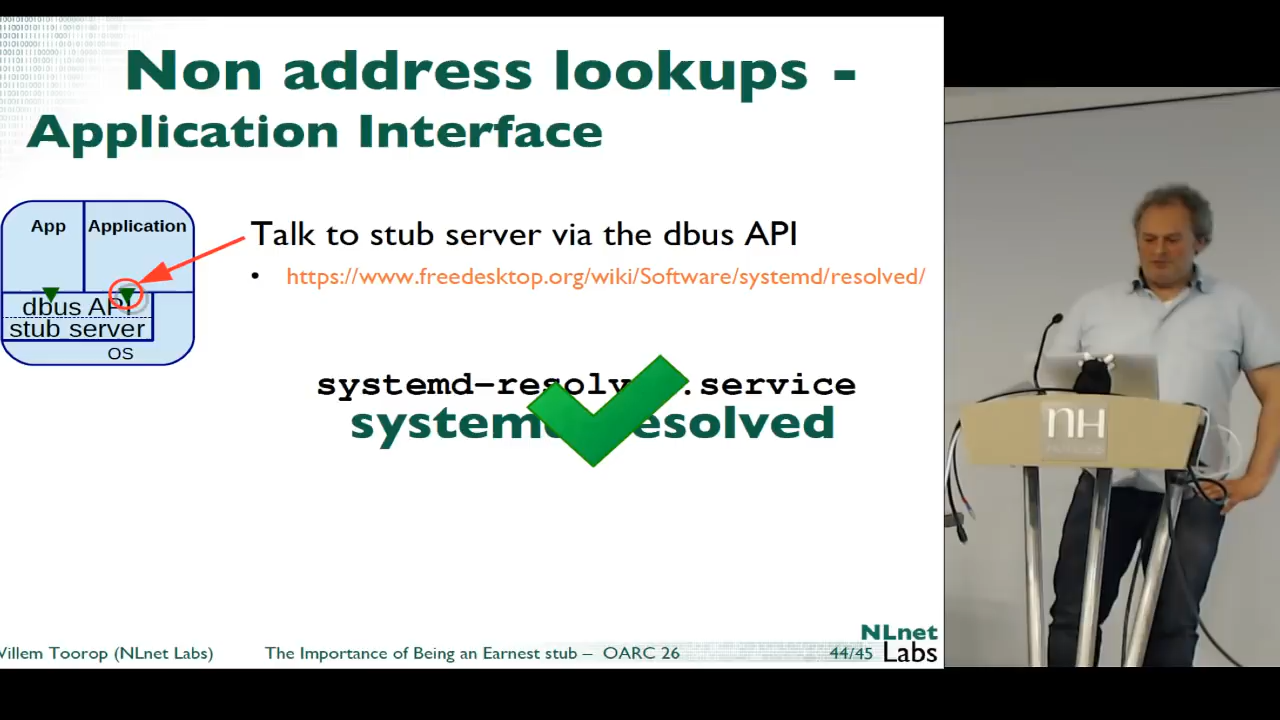 Non address lookups -
Application Interface
App
Application
Talk to stub server via the dbus API
• https://www.freedesktop.org/wiki/Software/systemd/resolved/
dbus API
stub server
OS
.service
NH
Willem Toorop (NLnet Labs)
The Importance of Being an Earnest stub – OARC 26
44/45
NLnet
Labs